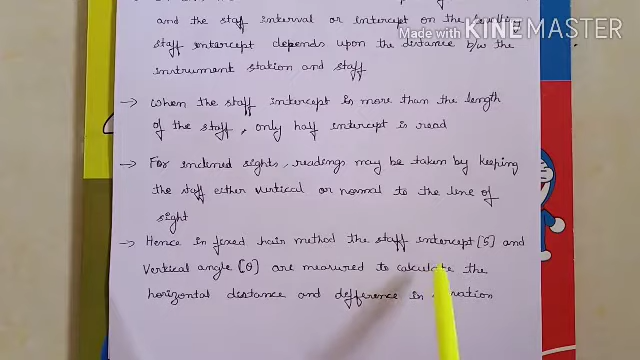 Made with KINEMASTER
and the staff interval or intercept on the levelling
staff intercept depends upon the distance b/w the
instrument station and staff
→ When the staff intercept is more than the length
of the staff, only half intercept is read
→ For inclined sights, readings may be taken by keeping
the staff either vertical or normal to the line of
sight
→ Hence in fixed hair method the staff intercept [S] and
vertical angle [θ] are measured to calculate the
horizontal distance and difference in